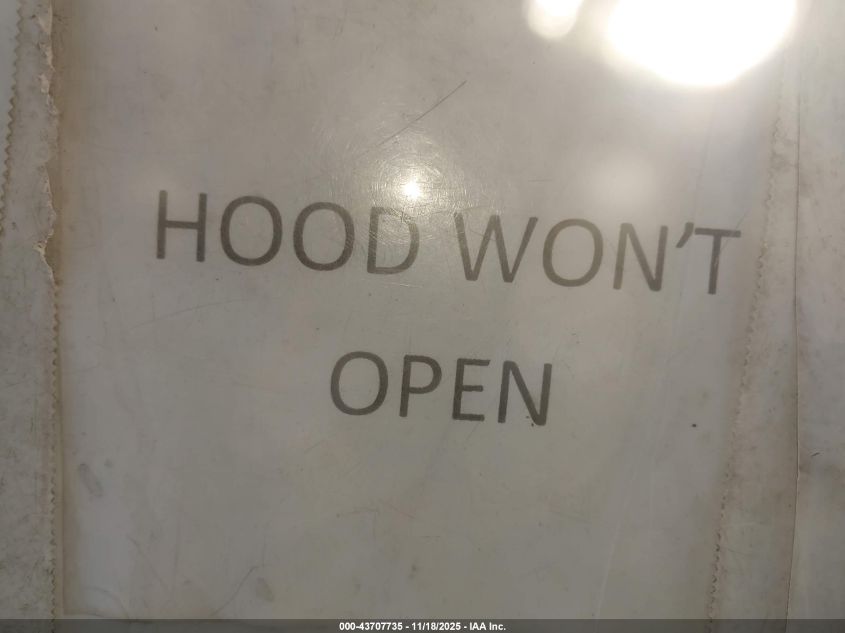 HOOD WON'T
OPEN
000-43707735 - 11/18/2025 - IAA Inc.